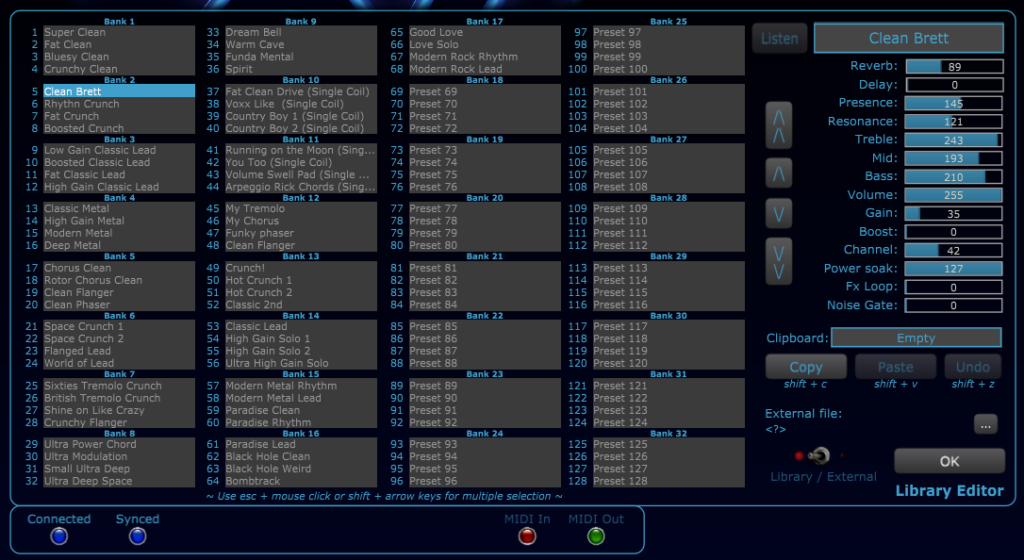 Bank 1
1 Super Clean
2 Fat Clean
3 Bluesy Clean
4 Crunchy Clean
Bank 2
5 Clean Brett
6 Rhythn Crunch
7 Fat Crunch
8 Boosted Crunch
Bank 3
9 Low Gain Classic Lead
10 Boosted Classic Lead
11 Fat Classic Lead
12 High Gain Classic Lead
Bank 4
13 Classic Metal
14 High Gain Metal
15 Modern Metal
16 Deep Metal
Bank 5
17 Chorus Clean
18 Rotor Chorus Clean
19 Clean Flanger
20 Clean Phaser
Bank 6
21 Space Crunch 1
22 Space Crunch 2
23 Flanged Lead
24 World of Lead
Bank 7
25 Sixties Tremolo Crunch
26 British Tremolo Crunch
27 Shine on Like Crazy
28 Crunchy Flanger
Bank 8
29 Ultra Power Chord
30 Ultra Modulation
31 Small Ultra Deep
32 Ultra Deep Space
Bank 9
33 Dream Bell
34 Warm Cave
35 Funda Mental
36 Spirit
Bank 10
37 Fat Clean Drive (Single Coil)
38 Voxx Like (Single Coil)
39 Country Boy 1 (Single Coil)
40 Country Boy 2 (Single Coil)
Bank 11
41 Running on the Moon (Sing...
42 You Too (Single Coil)
43 Volume Swell Pad (Single ...
44 Arpeggio Rick Chords (Sing...
Bank 12
45 My Tremolo
46 My Chorus
47 Funky phaser
48 Clean Flanger
Bank 13
49 Crunch!
50 Hot Crunch 1
51 Hot Crunch 2
52 Classic 2nd
Bank 14
53 Classic Lead
54 High Gain Solo 1
55 High Gain Solo 2
56 Ultra High Gain Solo
Bank 15
57 Modern Metal Rhythm
58 Modern Metal Lead
59 Paradise Clean
60 Paradise Rhythm
Bank 16
61 Paradise Lead
62 Black Hole Clean
63 Black Hole Weird
64 Bombtrack
Bank 17
65 Good Love
66 Love Solo
67 Modern Rock Rhythm
68 Modern Rock Lead
Bank 18
69 Preset 69
70 Preset 70
71 Preset 71
72 Preset 72
Bank 19
73 Preset 73
74 Preset 74
75 Preset 75
76 Preset 76
Bank 20
77 Preset 77
78 Preset 78
79 Preset 79
80 Preset 80
Bank 21
81 Preset 81
82 Preset 82
83 Preset 83
84 Preset 84
Bank 22
85 Preset 85
86 Preset 86
87 Preset 87
88 Preset 88
Bank 23
89 Preset 89
90 Preset 90
91 Preset 91
92 Preset 92
Bank 24
93 Preset 93
94 Preset 94
95 Preset 95
96 Preset 96
Bank 25
97 Preset 97
98 Preset 98
99 Preset 99
100 Preset 100
Bank 26
101 Preset 101
102 Preset 102
103 Preset 103
104 Preset 104
Bank 27
105 Preset 105
106 Preset 106
107 Preset 107
108 Preset 108
Bank 28
109 Preset 109
110 Preset 110
111 Preset 111
112 Preset 112
Bank 29
113 Preset 113
114 Preset 114
115 Preset 115
116 Preset 116
Bank 30
117 Preset 117
118 Preset 118
119 Preset 119
120 Preset 120
Bank 31
121 Preset 121
122 Preset 122
123 Preset 123
124 Preset 124
Bank 32
125 Preset 125
126 Preset 126
127 Preset 127
128 Preset 128
~ Use esc + mouse click or shift + arrow keys for multiple selection ~
Listen
Clean Brett
Reverb: 89
Delay: 0
Presence: 145
Resonance: 121
Treble: 243
Mid: 193
Bass: 210
Volume: 255
Gain: 35
Boost: 0
Channel: 42
Power soak: 127
Fx Loop: 0
Noise Gate: 0
Clipboard: Empty
Copy Paste Undo
shift + c shift + v shift + z
External file:
<?> ...
Library / External
OK
Library Editor
Connected Synced MIDI In MIDI Out